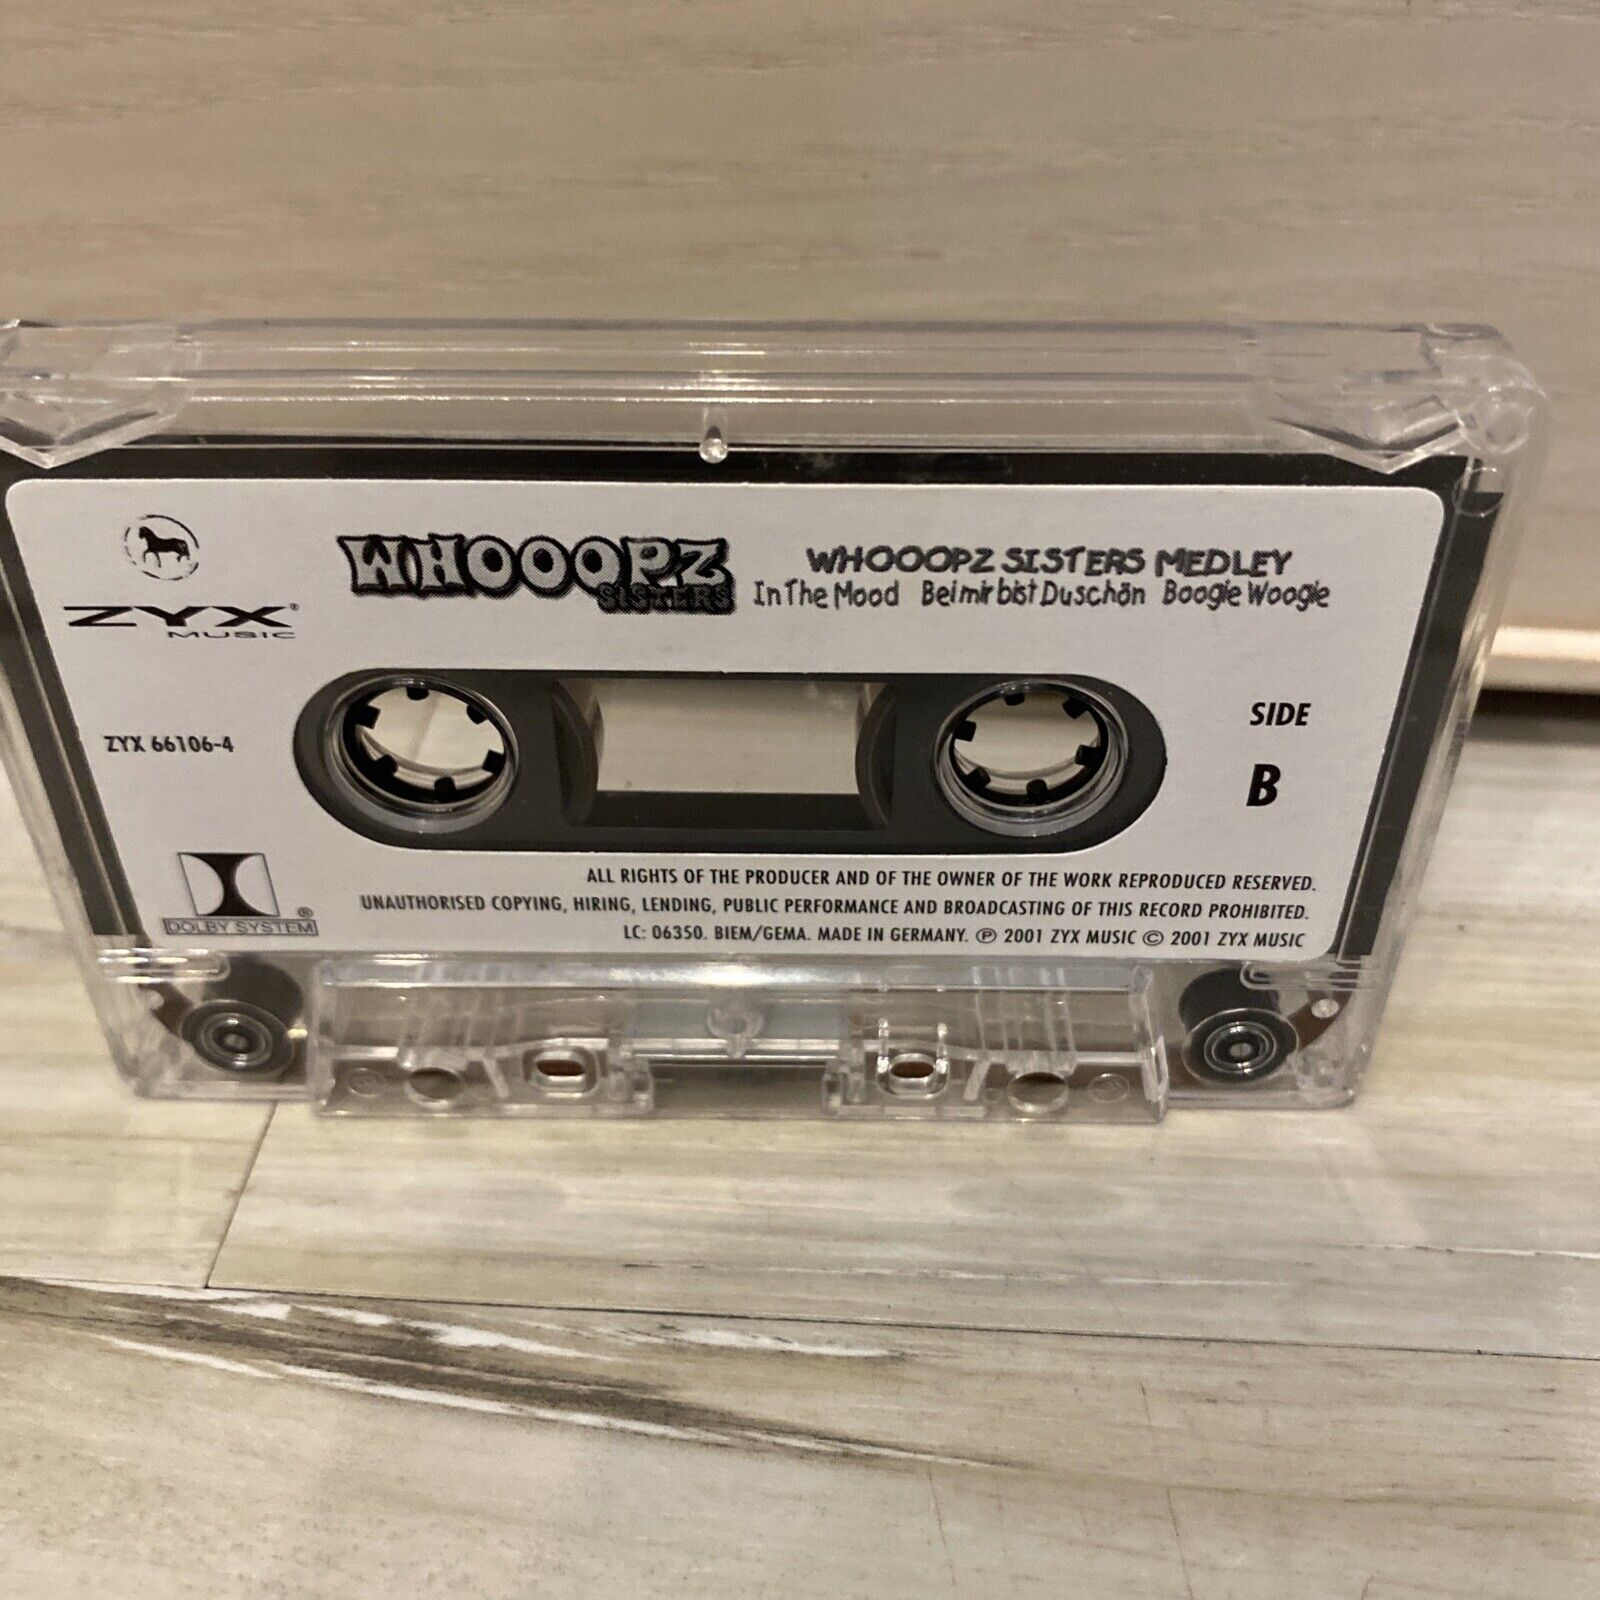 ZYX®
MUSIC
WHOOOPZ
SISTERS
WHOOOPZ SISTERS MEDLEY
In The Mood Bei mir bist Du schön Boogie Woogie
ZYX 66106-4
SIDE
B
DOLBY SYSTEM®
ALL RIGHTS OF THE PRODUCER AND OF THE OWNER OF THE WORK REPRODUCED RESERVED.
UNAUTHORISED COPYING, HIRING, LENDING, PUBLIC PERFORMANCE AND BROADCASTING OF THIS RECORD PROHIBITED.
LC: 06350. BIEM/GEMA. MADE IN GERMANY. ℗ 2001 ZYX MUSIC © 2001 ZYX MUSIC